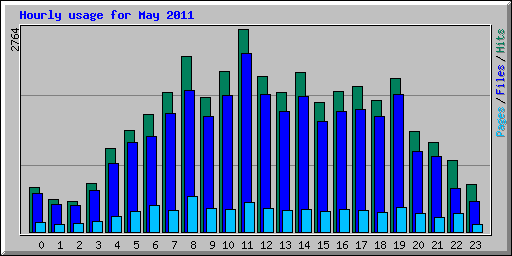 Hourly usage for May 2011
2764
Pages / Files / Hits
0 1 2 3 4 5 6 7 8 9 10 11 12 13 14 15 16 17 18 19 20 21 22 23